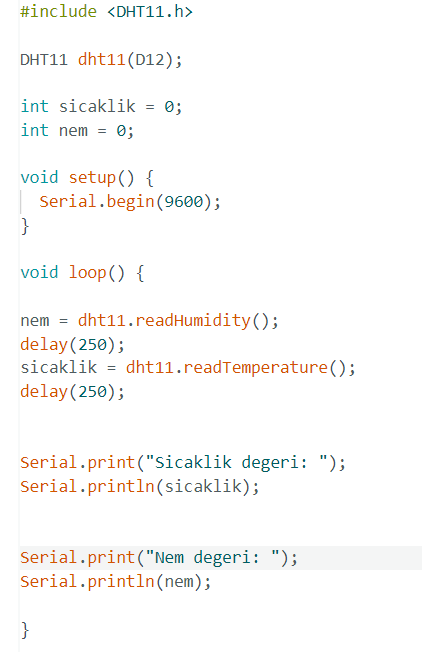 #include <DHT11.h>
DHT11 dht11(D12);
int sicaklik = 0;
int nem = 0;
void setup() {
Serial.begin(9600);
}
void loop() {
nem = dht11.readHumidity();
delay(250);
sicaklik = dht11.readTemperature();
delay(250);
Serial.print("Sicaklik degeri: ");
Serial.println(sicaklik);
Serial.print("Nem degeri: ");
Serial.println(nem);
}